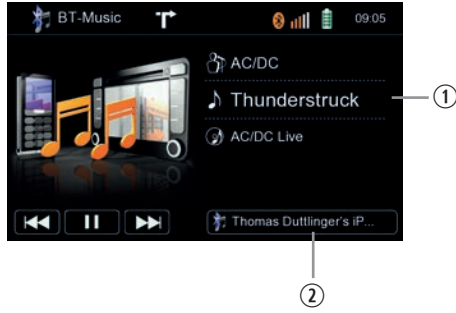 BT-Music 09:05
AC/DC
Thunderstruck
①
AC/DC Live
Thomas Duttlinger's iP...
②